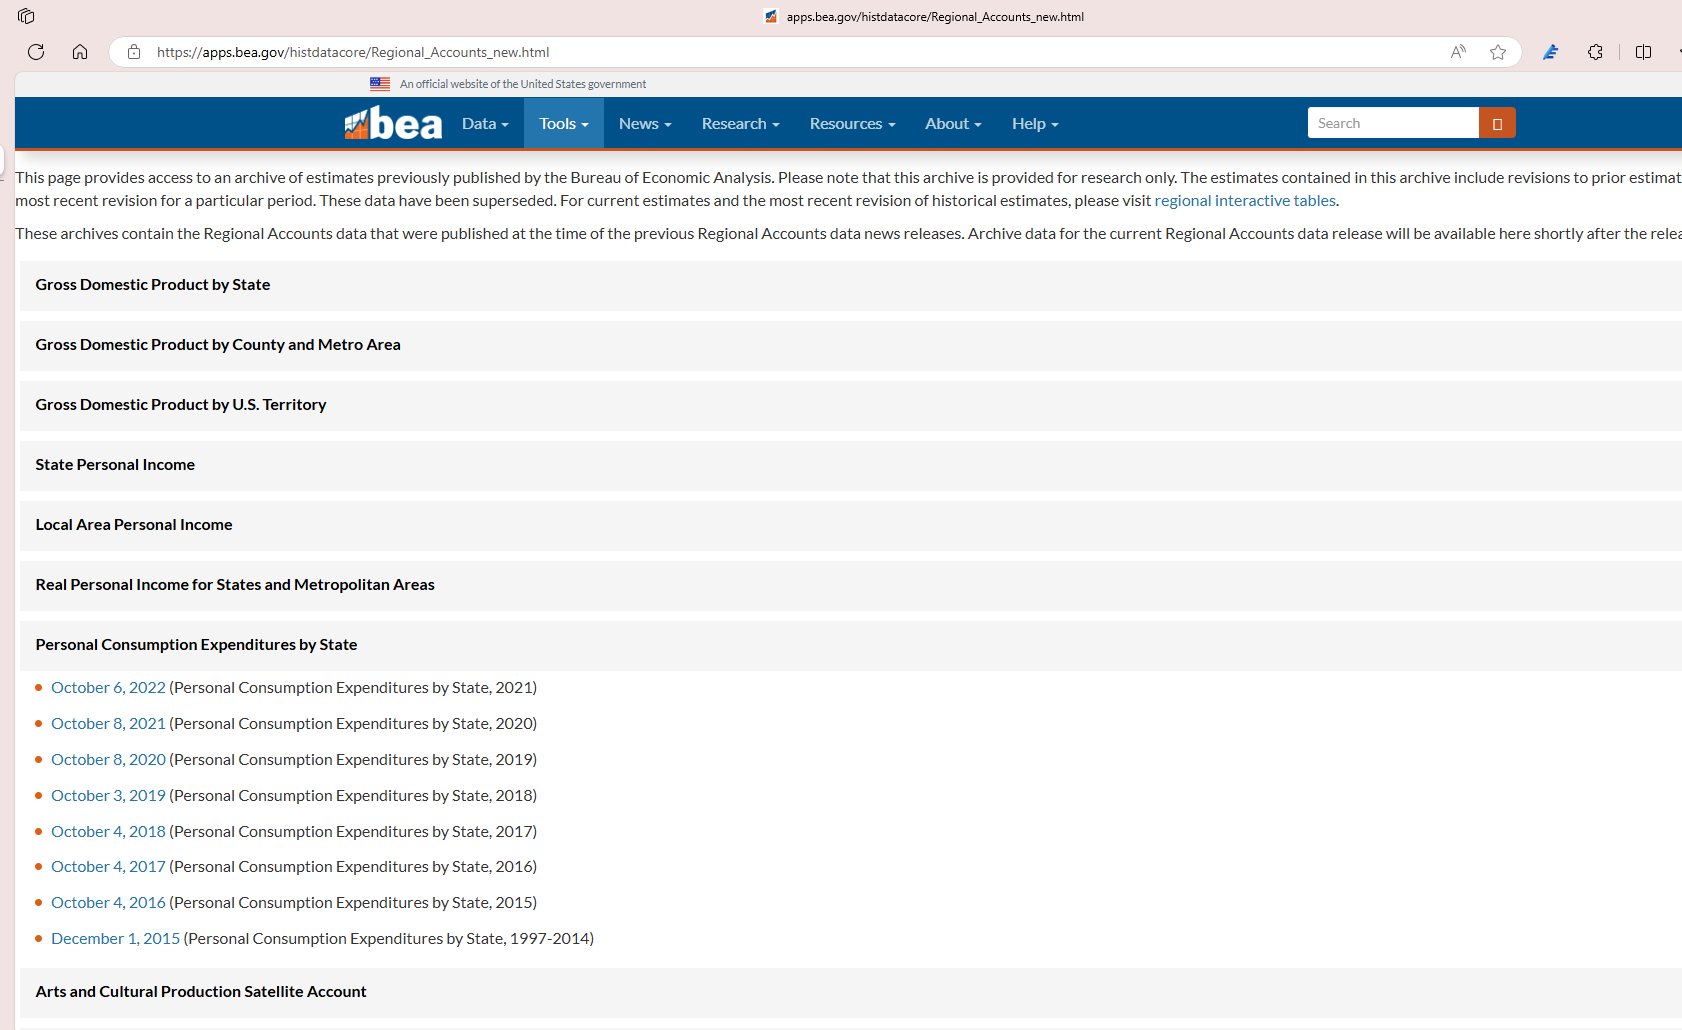 apps.bea.gov/histdatacore/Regional_Accounts_new.html
https://apps.bea.gov/histdatacore/Regional_Accounts_new.html
An official website of the United States government
bea Data Tools News Research Resources About Help Search
This page provides access to an archive of estimates previously published by the Bureau of Economic Analysis. Please note that this archive is provided for research only. The estimates contained in this archive include revisions to prior estimat
most recent revision for a particular period. These data have been superseded. For current estimates and the most recent revision of historical estimates, please visit regional interactive tables.
These archives contain the Regional Accounts data that were published at the time of the previous Regional Accounts data news releases. Archive data for the current Regional Accounts data release will be available here shortly after the relea
Gross Domestic Product by State
Gross Domestic Product by County and Metro Area
Gross Domestic Product by U.S. Territory
State Personal Income
Local Area Personal Income
Real Personal Income for States and Metropolitan Areas
Personal Consumption Expenditures by State
October 6, 2022 (Personal Consumption Expenditures by State, 2021)
October 8, 2021 (Personal Consumption Expenditures by State, 2020)
October 8, 2020 (Personal Consumption Expenditures by State, 2019)
October 3, 2019 (Personal Consumption Expenditures by State, 2018)
October 4, 2018 (Personal Consumption Expenditures by State, 2017)
October 4, 2017 (Personal Consumption Expenditures by State, 2016)
October 4, 2016 (Personal Consumption Expenditures by State, 2015)
December 1, 2015 (Personal Consumption Expenditures by State, 1997-2014)
Arts and Cultural Production Satellite Account